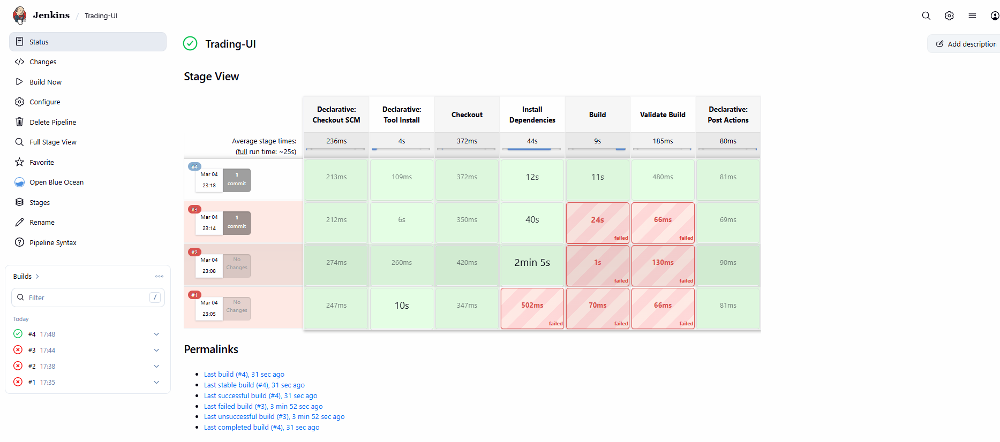 Jenkins / Trading-UI
Status
Changes
Build Now
Configure
Delete Pipeline
Full Stage View
Favorite
Open Blue Ocean
Stages
Rename
Pipeline Syntax
Builds
Filter /
Today
#4 17:48
#3 17:44
#2 17:38
#1 17:35
Trading-UI
Add description
Stage View
Declarative: Checkout SCM
Declarative: Tool Install
Checkout
Install Dependencies
Build
Validate Build
Declarative: Post Actions
Average stage times:
(full run time: ~25s)
236ms 4s 372ms 44s 9s 185ms 80ms
#4
Mar 04 23:18
1 commit
213ms 109ms 372ms 12s 11s 480ms 81ms
#3
Mar 04 23:14
1 commit
212ms 6s 350ms 40s 24s failed 66ms failed 69ms
#2
Mar 04 23:08
No Changes
274ms 260ms 420ms 2min 5s 1s failed 130ms failed 90ms
#1
Mar 04 23:05
No Changes
247ms 10s 347ms 502ms failed 70ms failed 66ms failed 81ms
Permalinks
Last build (#4), 31 sec ago
Last stable build (#4), 31 sec ago
Last successful build (#4), 31 sec ago
Last failed build (#3), 3 min 52 sec ago
Last unsuccessful build (#3), 3 min 52 sec ago
Last completed build (#4), 31 sec ago